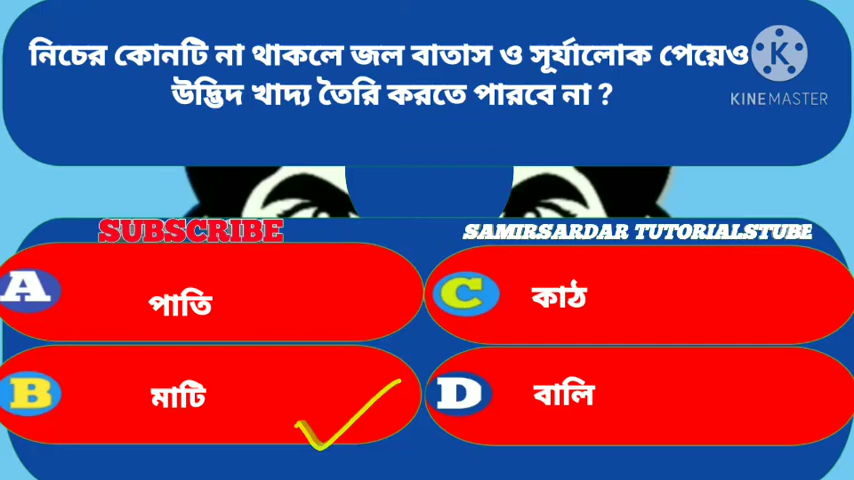 নিচের কোনটি না থাকলে জল বাতাস ও সূর্যালোক পেয়েও
উদ্ভিদ খাদ্য তৈরি করতে পারবে না ?
K
KINEMASTER
SUBSCRIBE
SAMIRSARDAR TUTORIALSTUBE
A
পাতি
C
কাঠ
B
মাটি
D
বালি